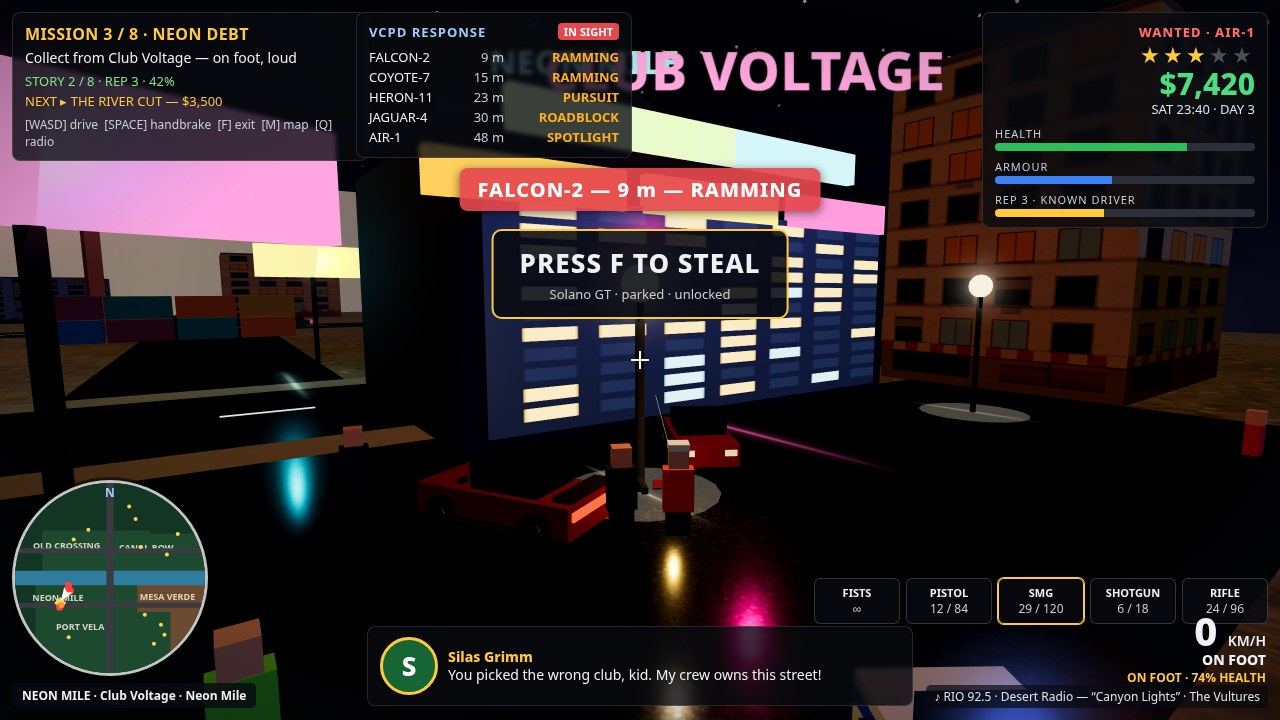 MISSION 3 / 8 · NEON DEBT
Collect from Club Voltage — on foot, loud
STORY 2 / 8 · REP 3 · 42%
NEXT ▸ THE RIVER CUT — $3,500
[WASD] drive [SPACE] handbrake [F] exit [M] map [Q]
radio
VCPD RESPONSE
IN SIGHT
FALCON-2 9 m RAMMING
COYOTE-7 15 m RAMMING
HERON-11 23 m PURSUIT
JAGUAR-4 30 m ROADBLOCK
AIR-1 48 m SPOTLIGHT
NEON MILE
CLUB VOLTAGE
WANTED · AIR-1
★★★★★
$7,420
SAT 23:40 · DAY 3
HEALTH
ARMOUR
REP 3 · KNOWN DRIVER
FALCON-2 — 9 m — RAMMING
PRESS F TO STEAL
Solano GT · parked · unlocked
N
OLD CROSSING
CANAL ROW
NEON MILE
MESA VERDE
PORT VELA
NEON MILE · Club Voltage · Neon Mile
S
Silas Grimm
You picked the wrong club, kid. My crew owns this street!
FISTS
∞
PISTOL
12 / 84
SMG
29 / 120
SHOTGUN
6 / 18
RIFLE
24 / 96
0 KM/H
ON FOOT
ON FOOT · 74% HEALTH
♪ RIO 92.5 · Desert Radio — “Canyon Lights” · The Vultures